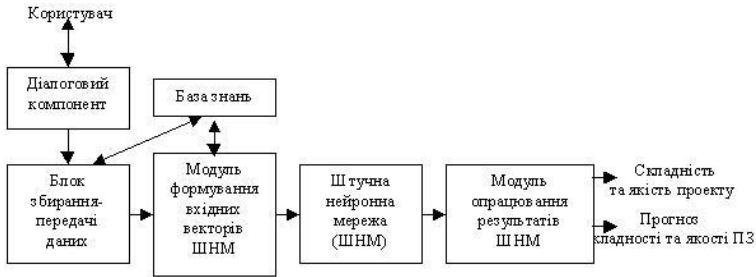 Користувач
Діалоговий
компонент
База знань
Блок
збирання-
передачі
даних
Модуль
формування
вхідних
векторів
ШНМ
Штучна
нейронна
мережа
(ШНМ)
Модуль
опрацювання
результатів
ШНМ
Складність
та якість проекту
Прогноз
кладності та якості ПЗ